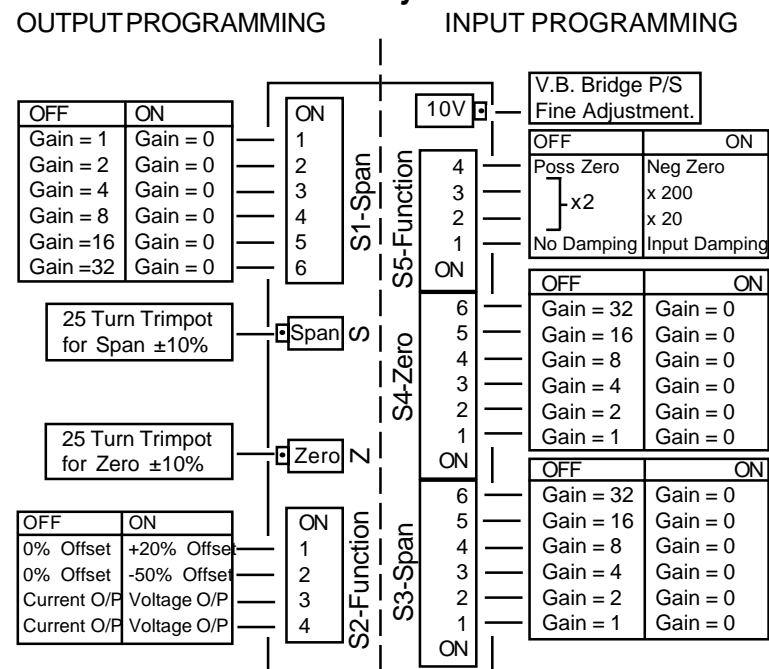 OUTPUT PROGRAMMING
INPUT PROGRAMMING
OFF ON
Gain = 1 Gain = 0
Gain = 2 Gain = 0
Gain = 4 Gain = 0
Gain = 8 Gain = 0
Gain =16 Gain = 0
Gain =32 Gain = 0
ON
1
2
3
4
5
6
S1-Span
25 Turn Trimpot
for Span ±10%
Span
S
25 Turn Trimpot
for Zero ±10%
Zero
Z
OFF ON
0% Offset +20% Offset
0% Offset -50% Offset
Current O/P Voltage O/P
Current O/P Voltage O/P
ON
1
2
3
4
S2-Function
10V
V.B. Bridge P/S
Fine Adjustment.
S5-Function
4
3
2
1
ON
OFF ON
Poss Zero Neg Zero
x2
x 200
x 20
No Damping Input Damping
S4-Zero
6
5
4
3
2
1
ON
OFF ON
Gain = 32 Gain = 0
Gain = 16 Gain = 0
Gain = 8 Gain = 0
Gain = 4 Gain = 0
Gain = 2 Gain = 0
Gain = 1 Gain = 0
S3-Span
6
5
4
3
2
1
ON
OFF ON
Gain = 32 Gain = 0
Gain = 16 Gain = 0
Gain = 8 Gain = 0
Gain = 4 Gain = 0
Gain = 2 Gain = 0
Gain = 1 Gain = 0